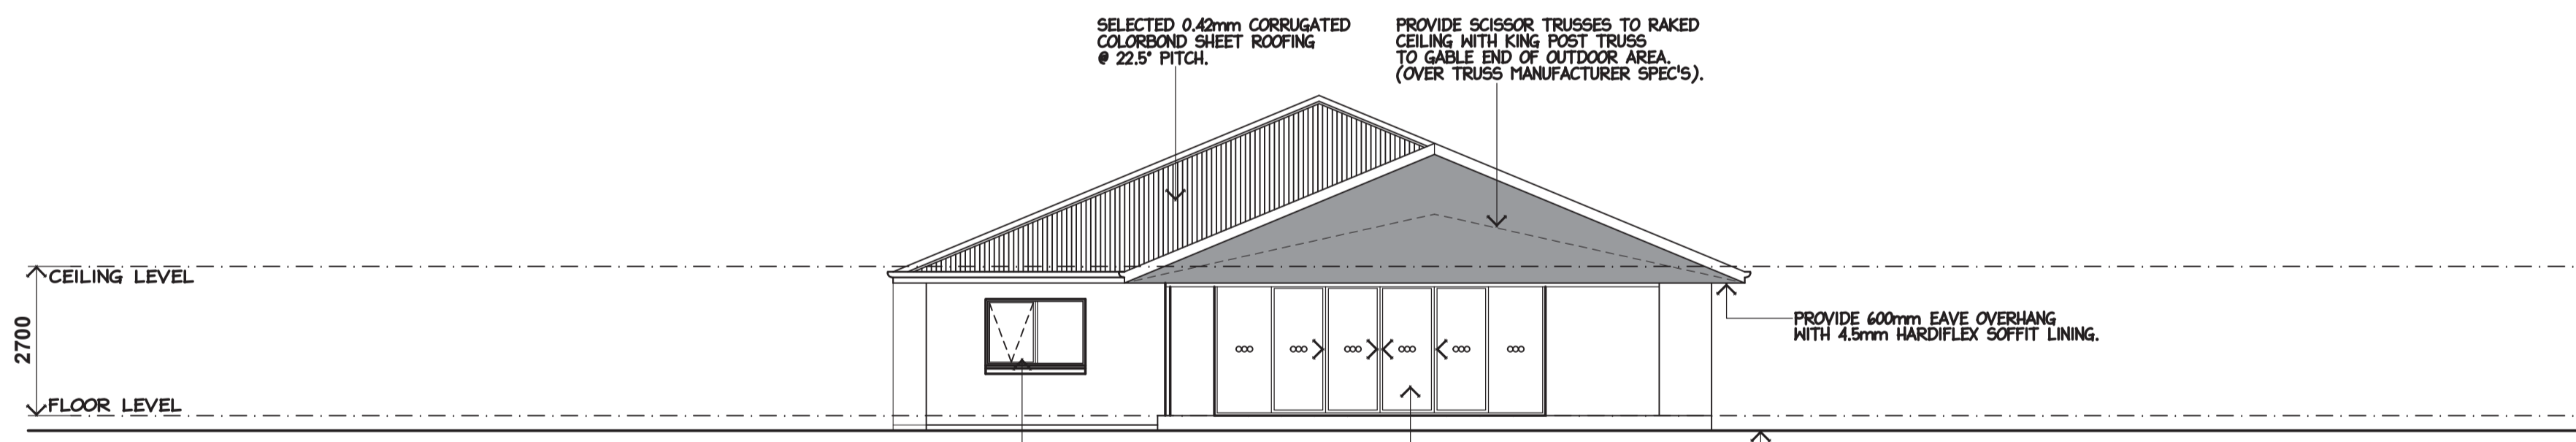 SELECTED 0.42mm CORRUGATED
COLORBOND SHEET ROOFING
@ 22.5° PITCH.
PROVIDE SCISSOR TRUSSES TO RAKED
CEILING WITH KING POST TRUSS
TO GABLE END OF OUTDOOR AREA.
(OVER TRUSS MANUFACTURER SPEC'S).
CEILING LEVEL
2700
FLOOR LEVEL
PROVIDE 600mm EAVE OVERHANG
WITH 4.5mm HARDIFLEX SOFFIT LINING.